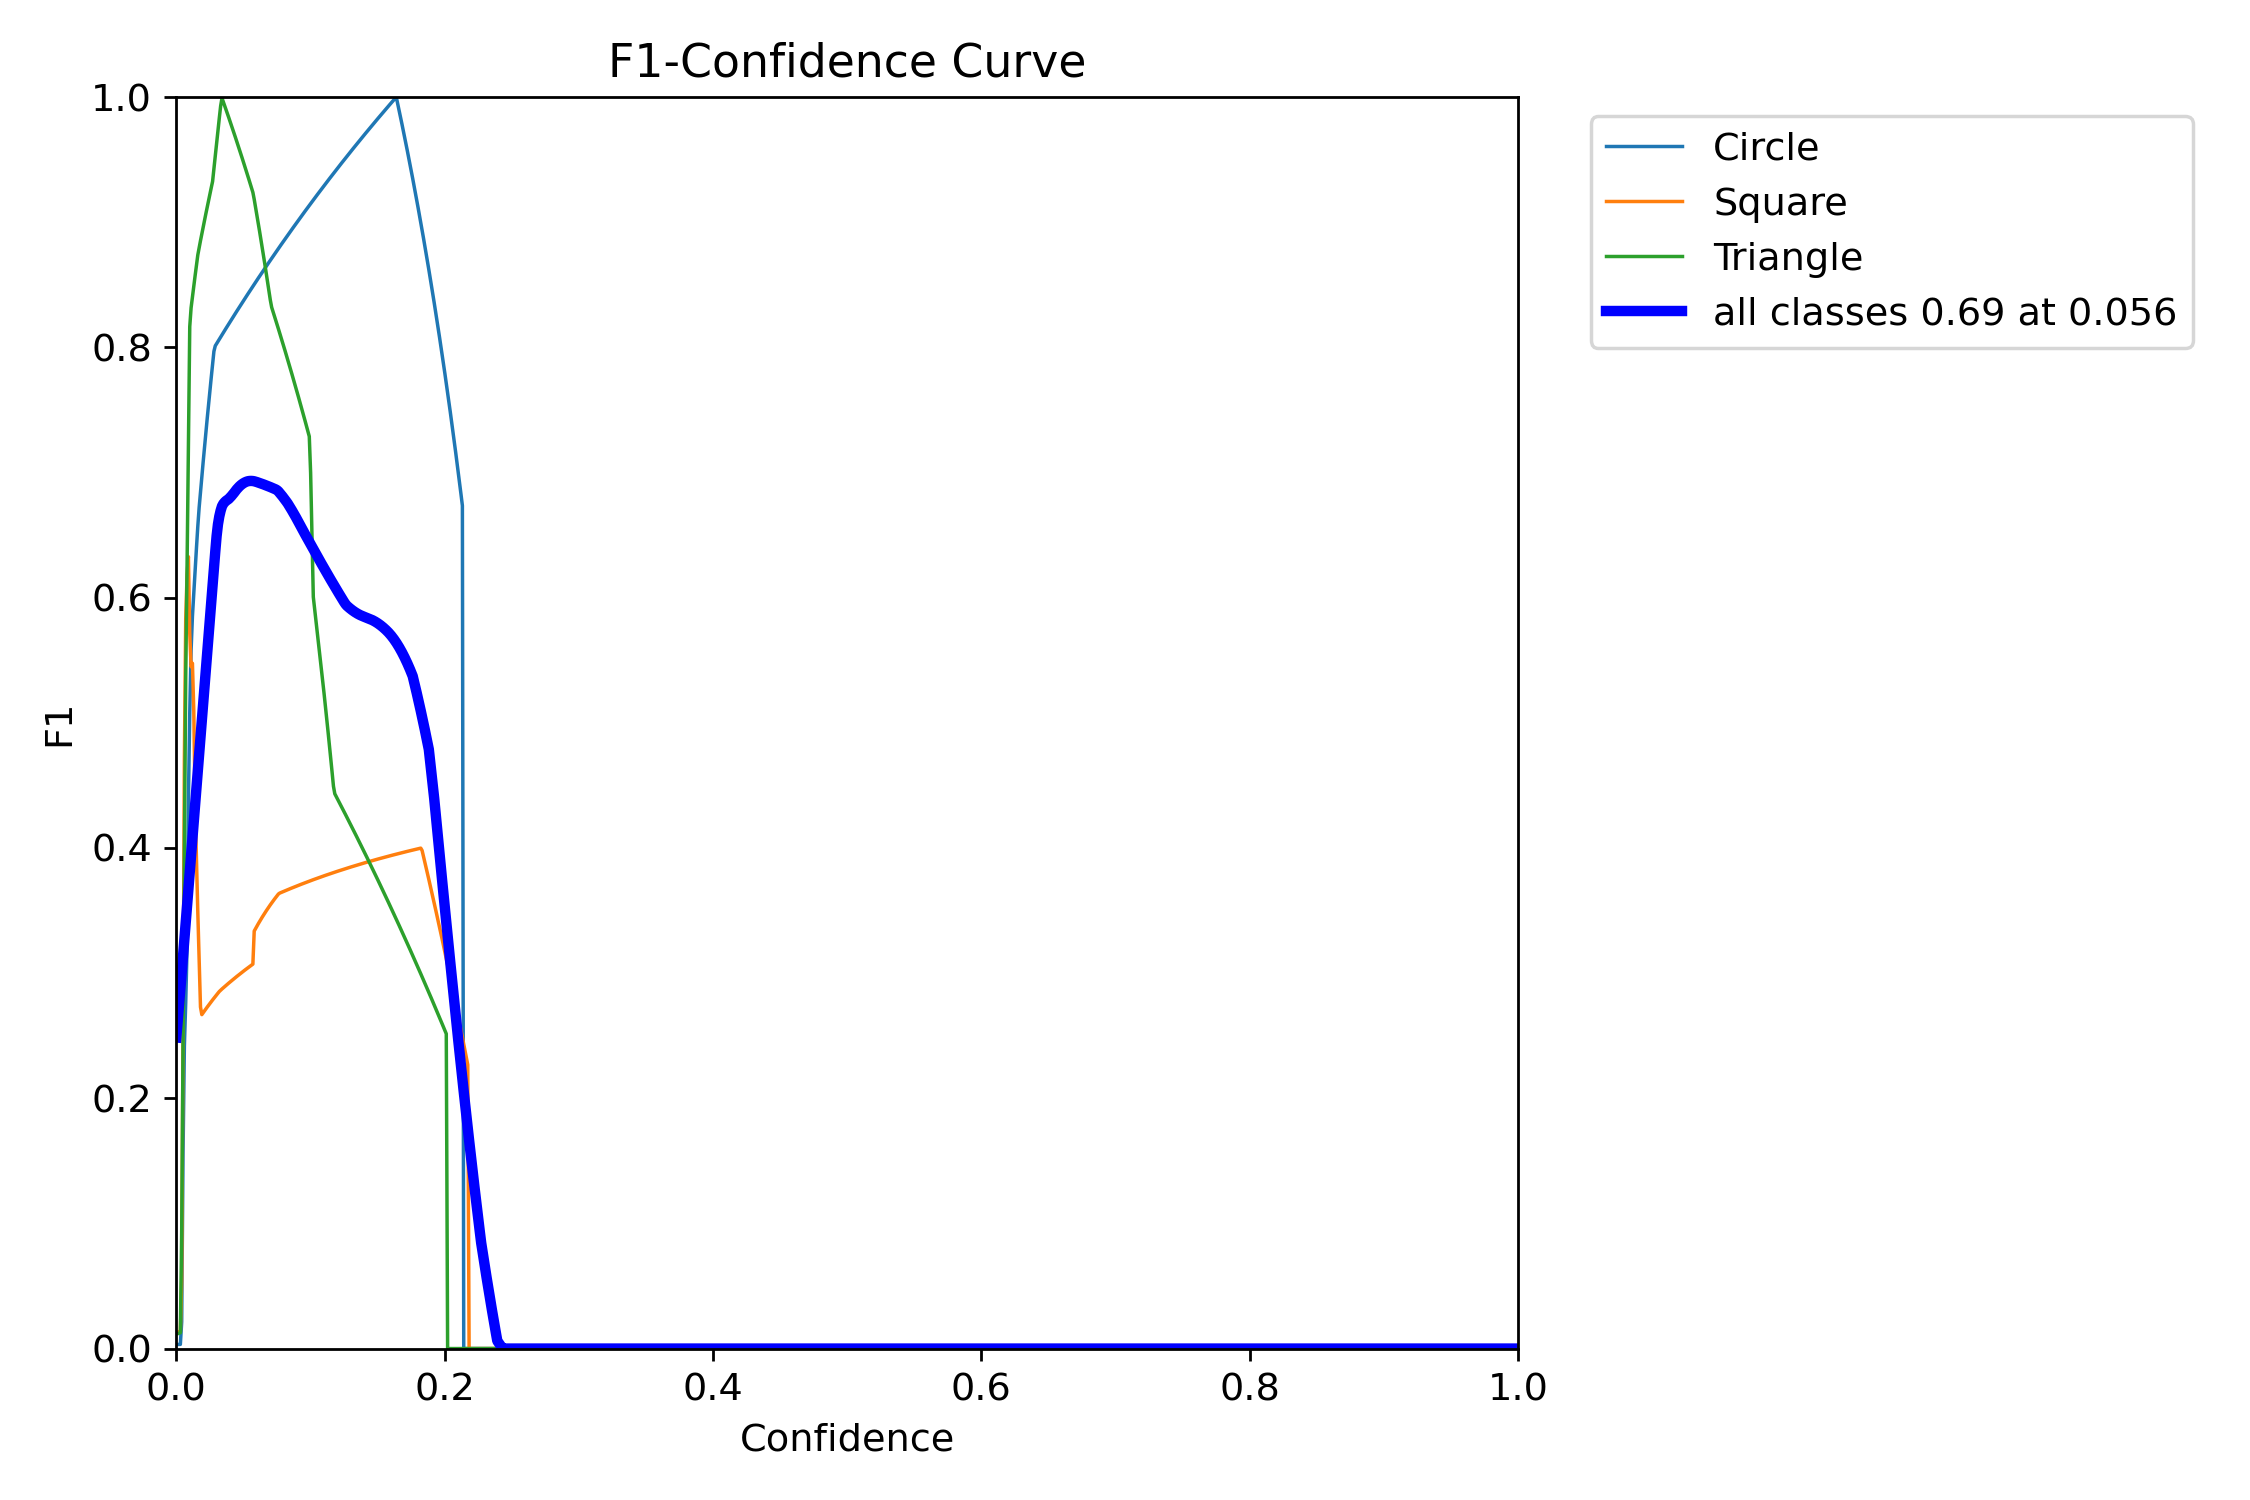 F1-Confidence Curve
1.0
0.8
0.6
0.4
0.2
0.0
F1
0.0 0.2 0.4 0.6 0.8 1.0
Confidence
Circle
Square
Triangle
all classes 0.69 at 0.056